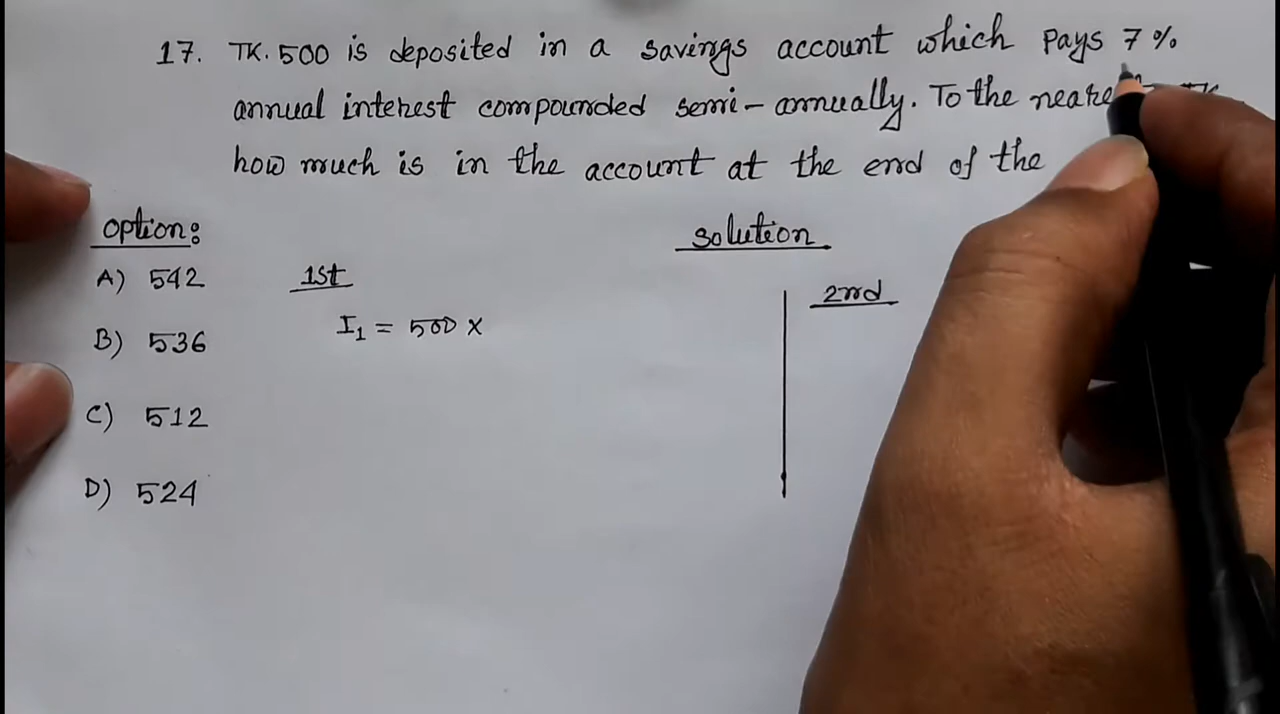 17. TK. 500 is deposited in a savings account which pays 7%
annual interest compounded semi-annually. To the
how much is in the account at the end of the
option:
Solution
A) 542
1st
2nd
B) 536
I₁ = 500 ×
C) 512
D) 524